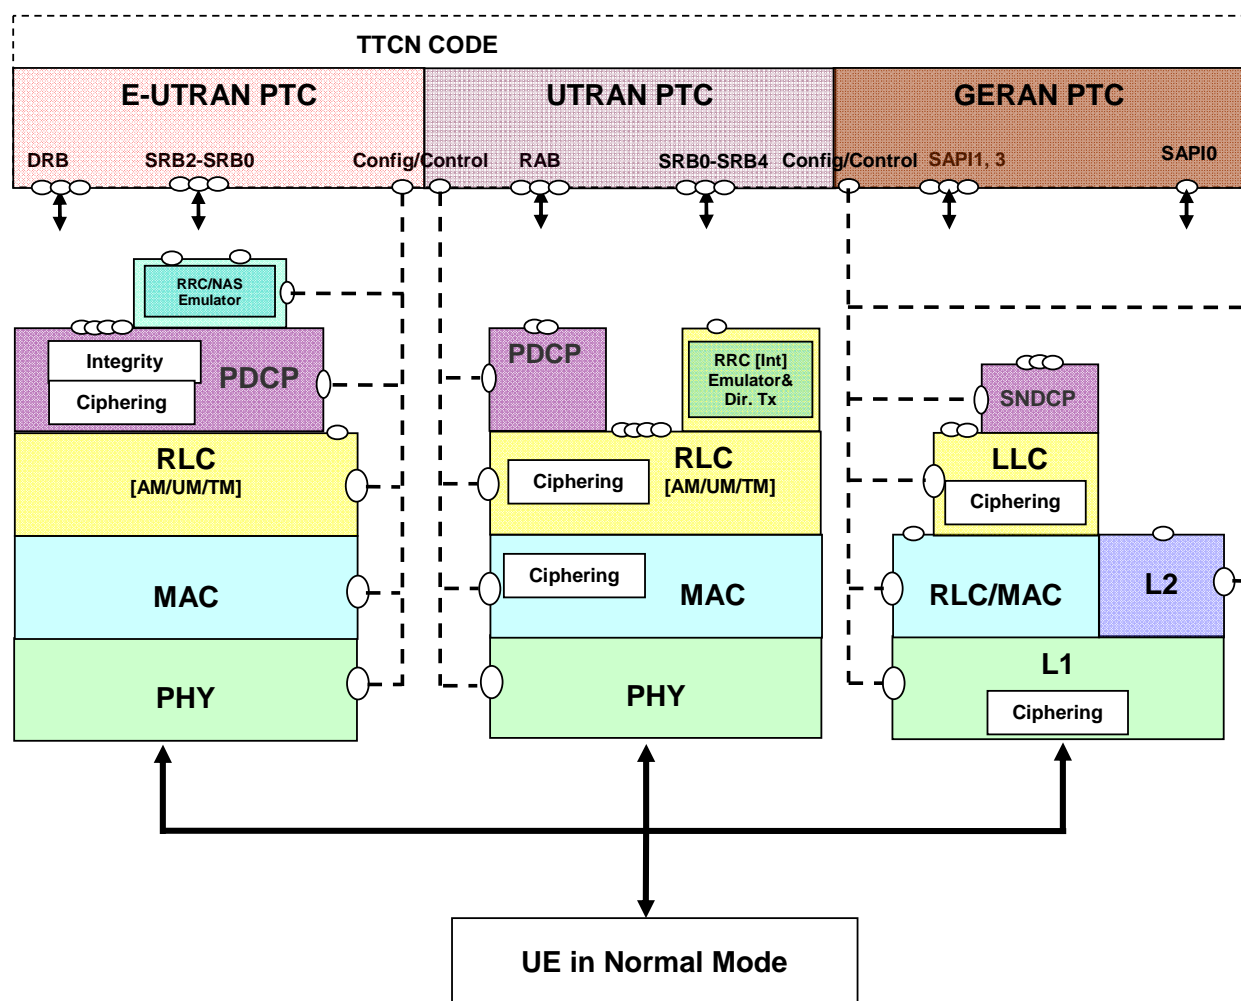 TTCN CODE
E-UTRAN PTC
UTRAN PTC
GERAN PTC
DRB
SRB2-SRB0
Config/Control
RAB
SRB0-SRB4
Config/Control
SAPI1, 3
SAPI0
RRC/NAS
Emulator
Integrity
Ciphering
PDCP
RLC
[AM/UM/TM]
MAC
PHY
PDCP
RRC [Int]
Emulator&
Dir. Tx
Ciphering
RLC
[AM/UM/TM]
Ciphering
MAC
PHY
SNDCP
LLC
Ciphering
RLC/MAC
L2
L1
Ciphering
UE in Normal Mode